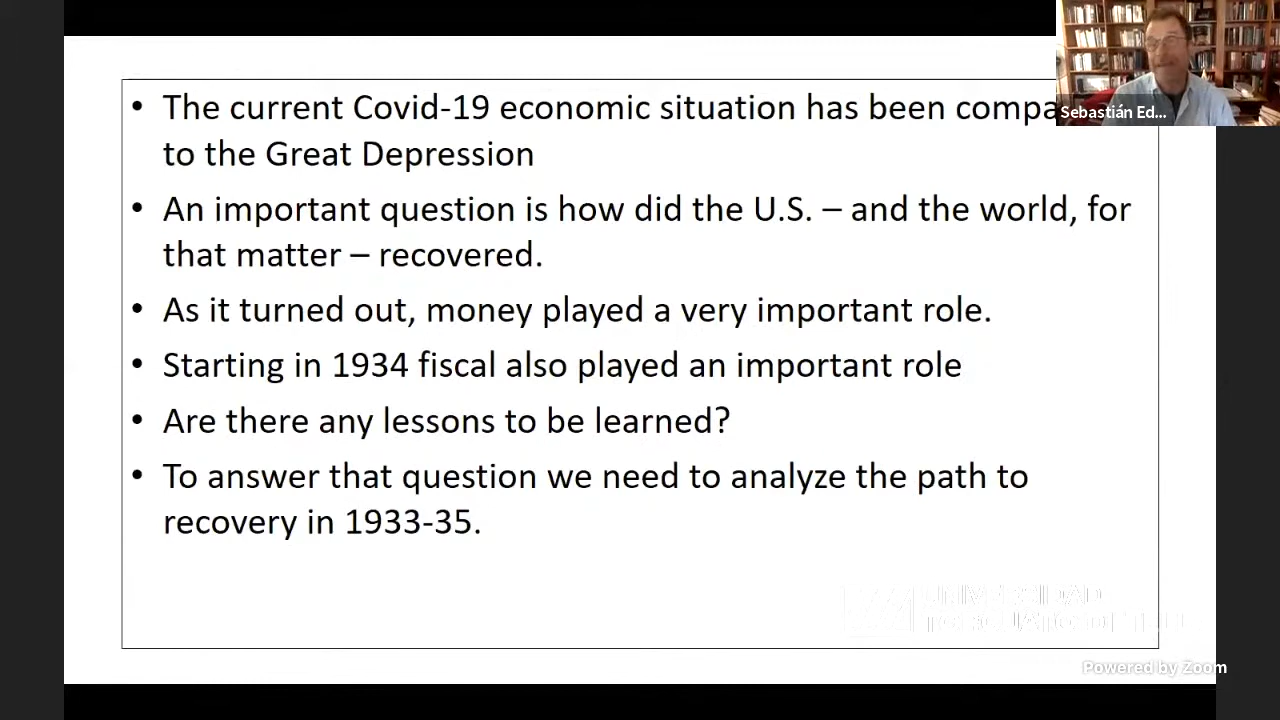 • The current Covid-19 economic situation has been compa
to the Great Depression
• An important question is how did the U.S. – and the world, for
that matter – recovered.
• As it turned out, money played a very important role.
• Starting in 1934 fiscal also played an important role
• Are there any lessons to be learned?
• To answer that question we need to analyze the path to
recovery in 1933-35.
Sebastián Ed...
UNIVERSIDAD
Powered by Zoom